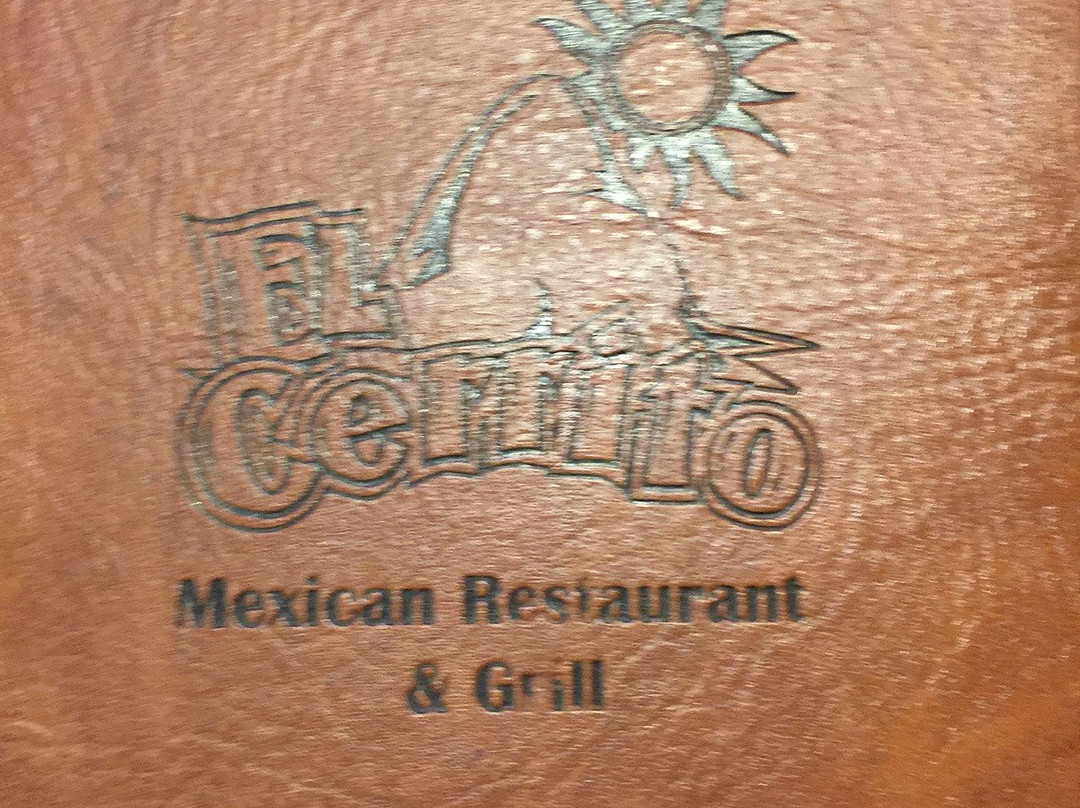 El
Cerrito
Mexican Restaurant
& Grill